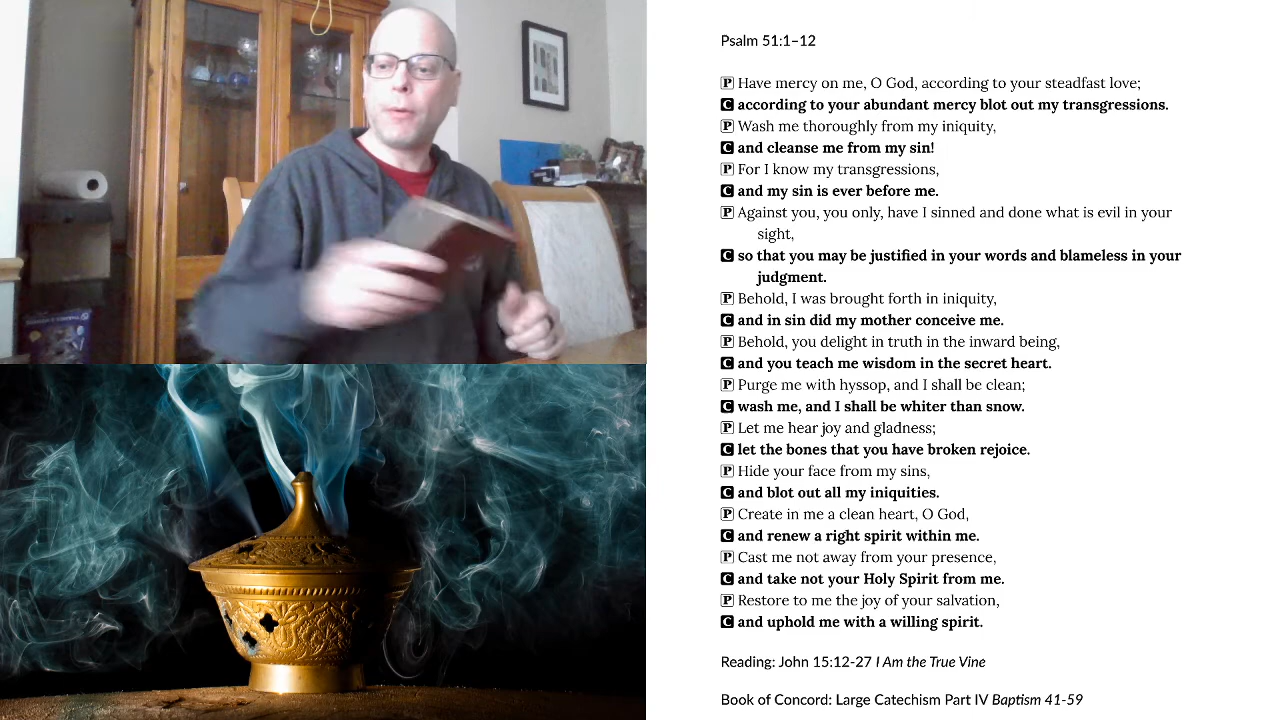 Psalm 51:1–12
P Have mercy on me, O God, according to your steadfast love;
C according to your abundant mercy blot out my transgressions.
P Wash me thoroughly from my iniquity,
C and cleanse me from my sin!
P For I know my transgressions,
C and my sin is ever before me.
P Against you, you only, have I sinned and done what is evil in your
sight,
C so that you may be justified in your words and blameless in your
judgment.
P Behold, I was brought forth in iniquity,
C and in sin did my mother conceive me.
P Behold, you delight in truth in the inward being,
C and you teach me wisdom in the secret heart.
P Purge me with hyssop, and I shall be clean;
C wash me, and I shall be whiter than snow.
P Let me hear joy and gladness;
C let the bones that you have broken rejoice.
P Hide your face from my sins,
C and blot out all my iniquities.
P Create in me a clean heart, O God,
C and renew a right spirit within me.
P Cast me not away from your presence,
C and take not your Holy Spirit from me.
P Restore to me the joy of your salvation,
C and uphold me with a willing spirit.
Reading: John 15:12-27 I Am the True Vine
Book of Concord: Large Catechism Part IV Baptism 41-59